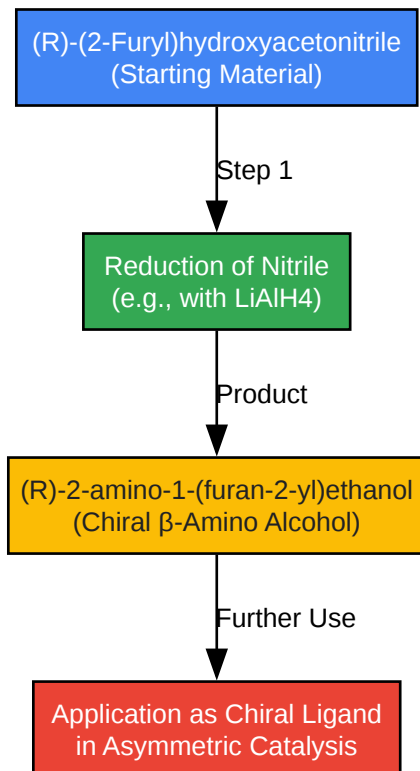 (R)-(2-Furyl)hydroxyacetonitrile
(Starting Material)
Step 1
Reduction of Nitrile
(e.g., with LiAlH4)
Product
(R)-2-amino-1-(furan-2-yl)ethanol
(Chiral β-Amino Alcohol)
Further Use
Application as Chiral Ligand
in Asymmetric Catalysis